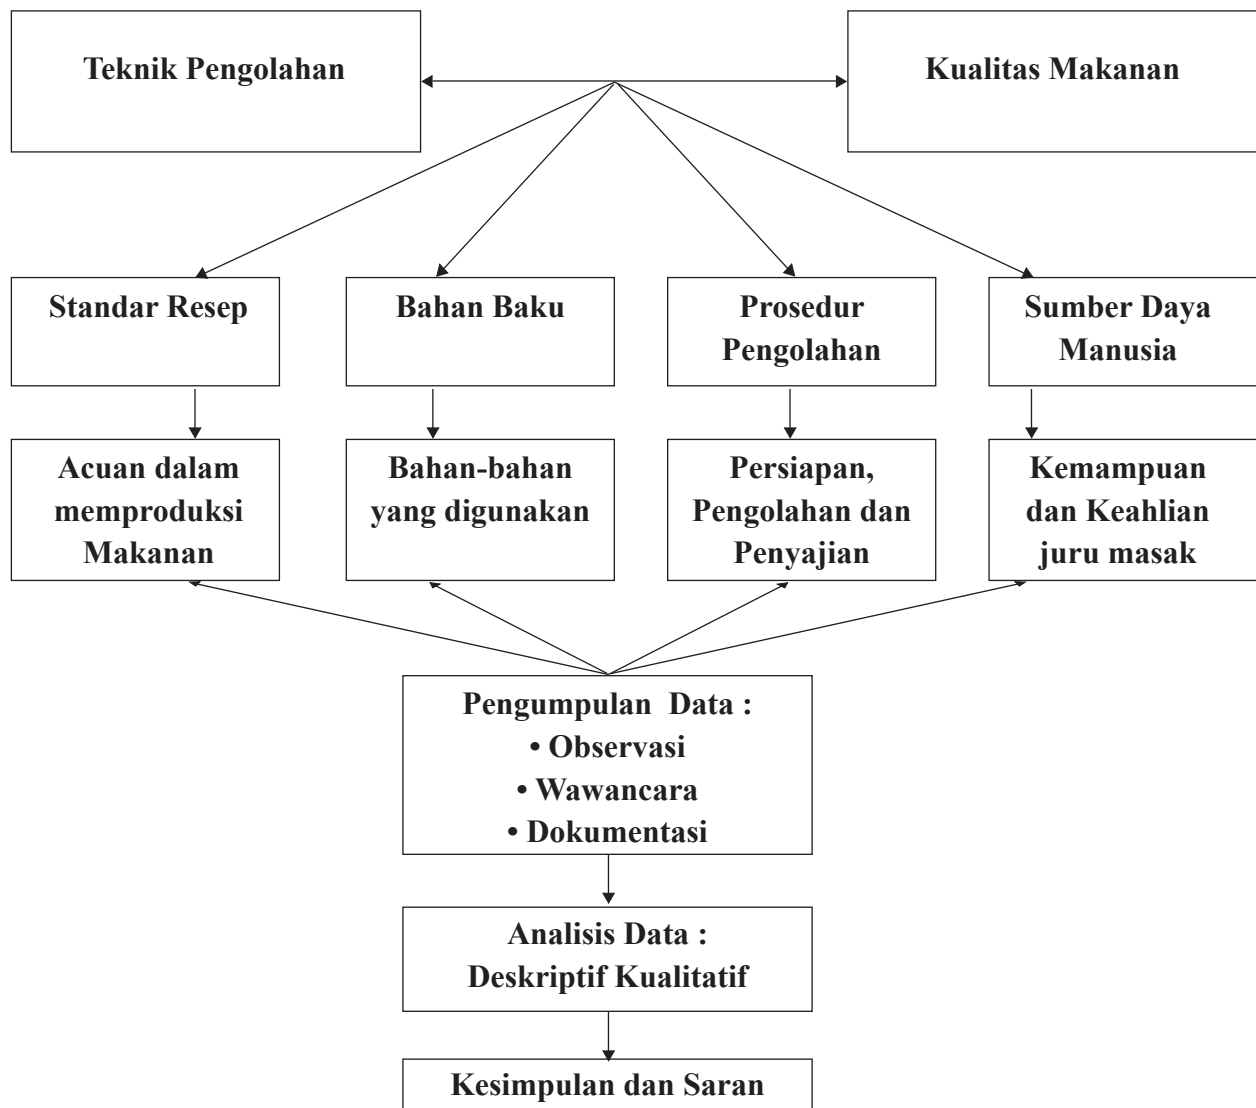 Teknik Pengolahan
Kualitas Makanan
Standar Resep
Bahan Baku
Prosedur
Pengolahan
Sumber Daya
Manusia
Acuan dalam
memproduksi
Makanan
Bahan-bahan
yang digunakan
Persiapan,
Pengolahan dan
Penyajian
Kemampuan
dan Keahlian
juru masak
Pengumpulan Data :
• Observasi
• Wawancara
• Dokumentasi
Analisis Data :
Deskriptif Kualitatif
Kesimpulan dan Saran